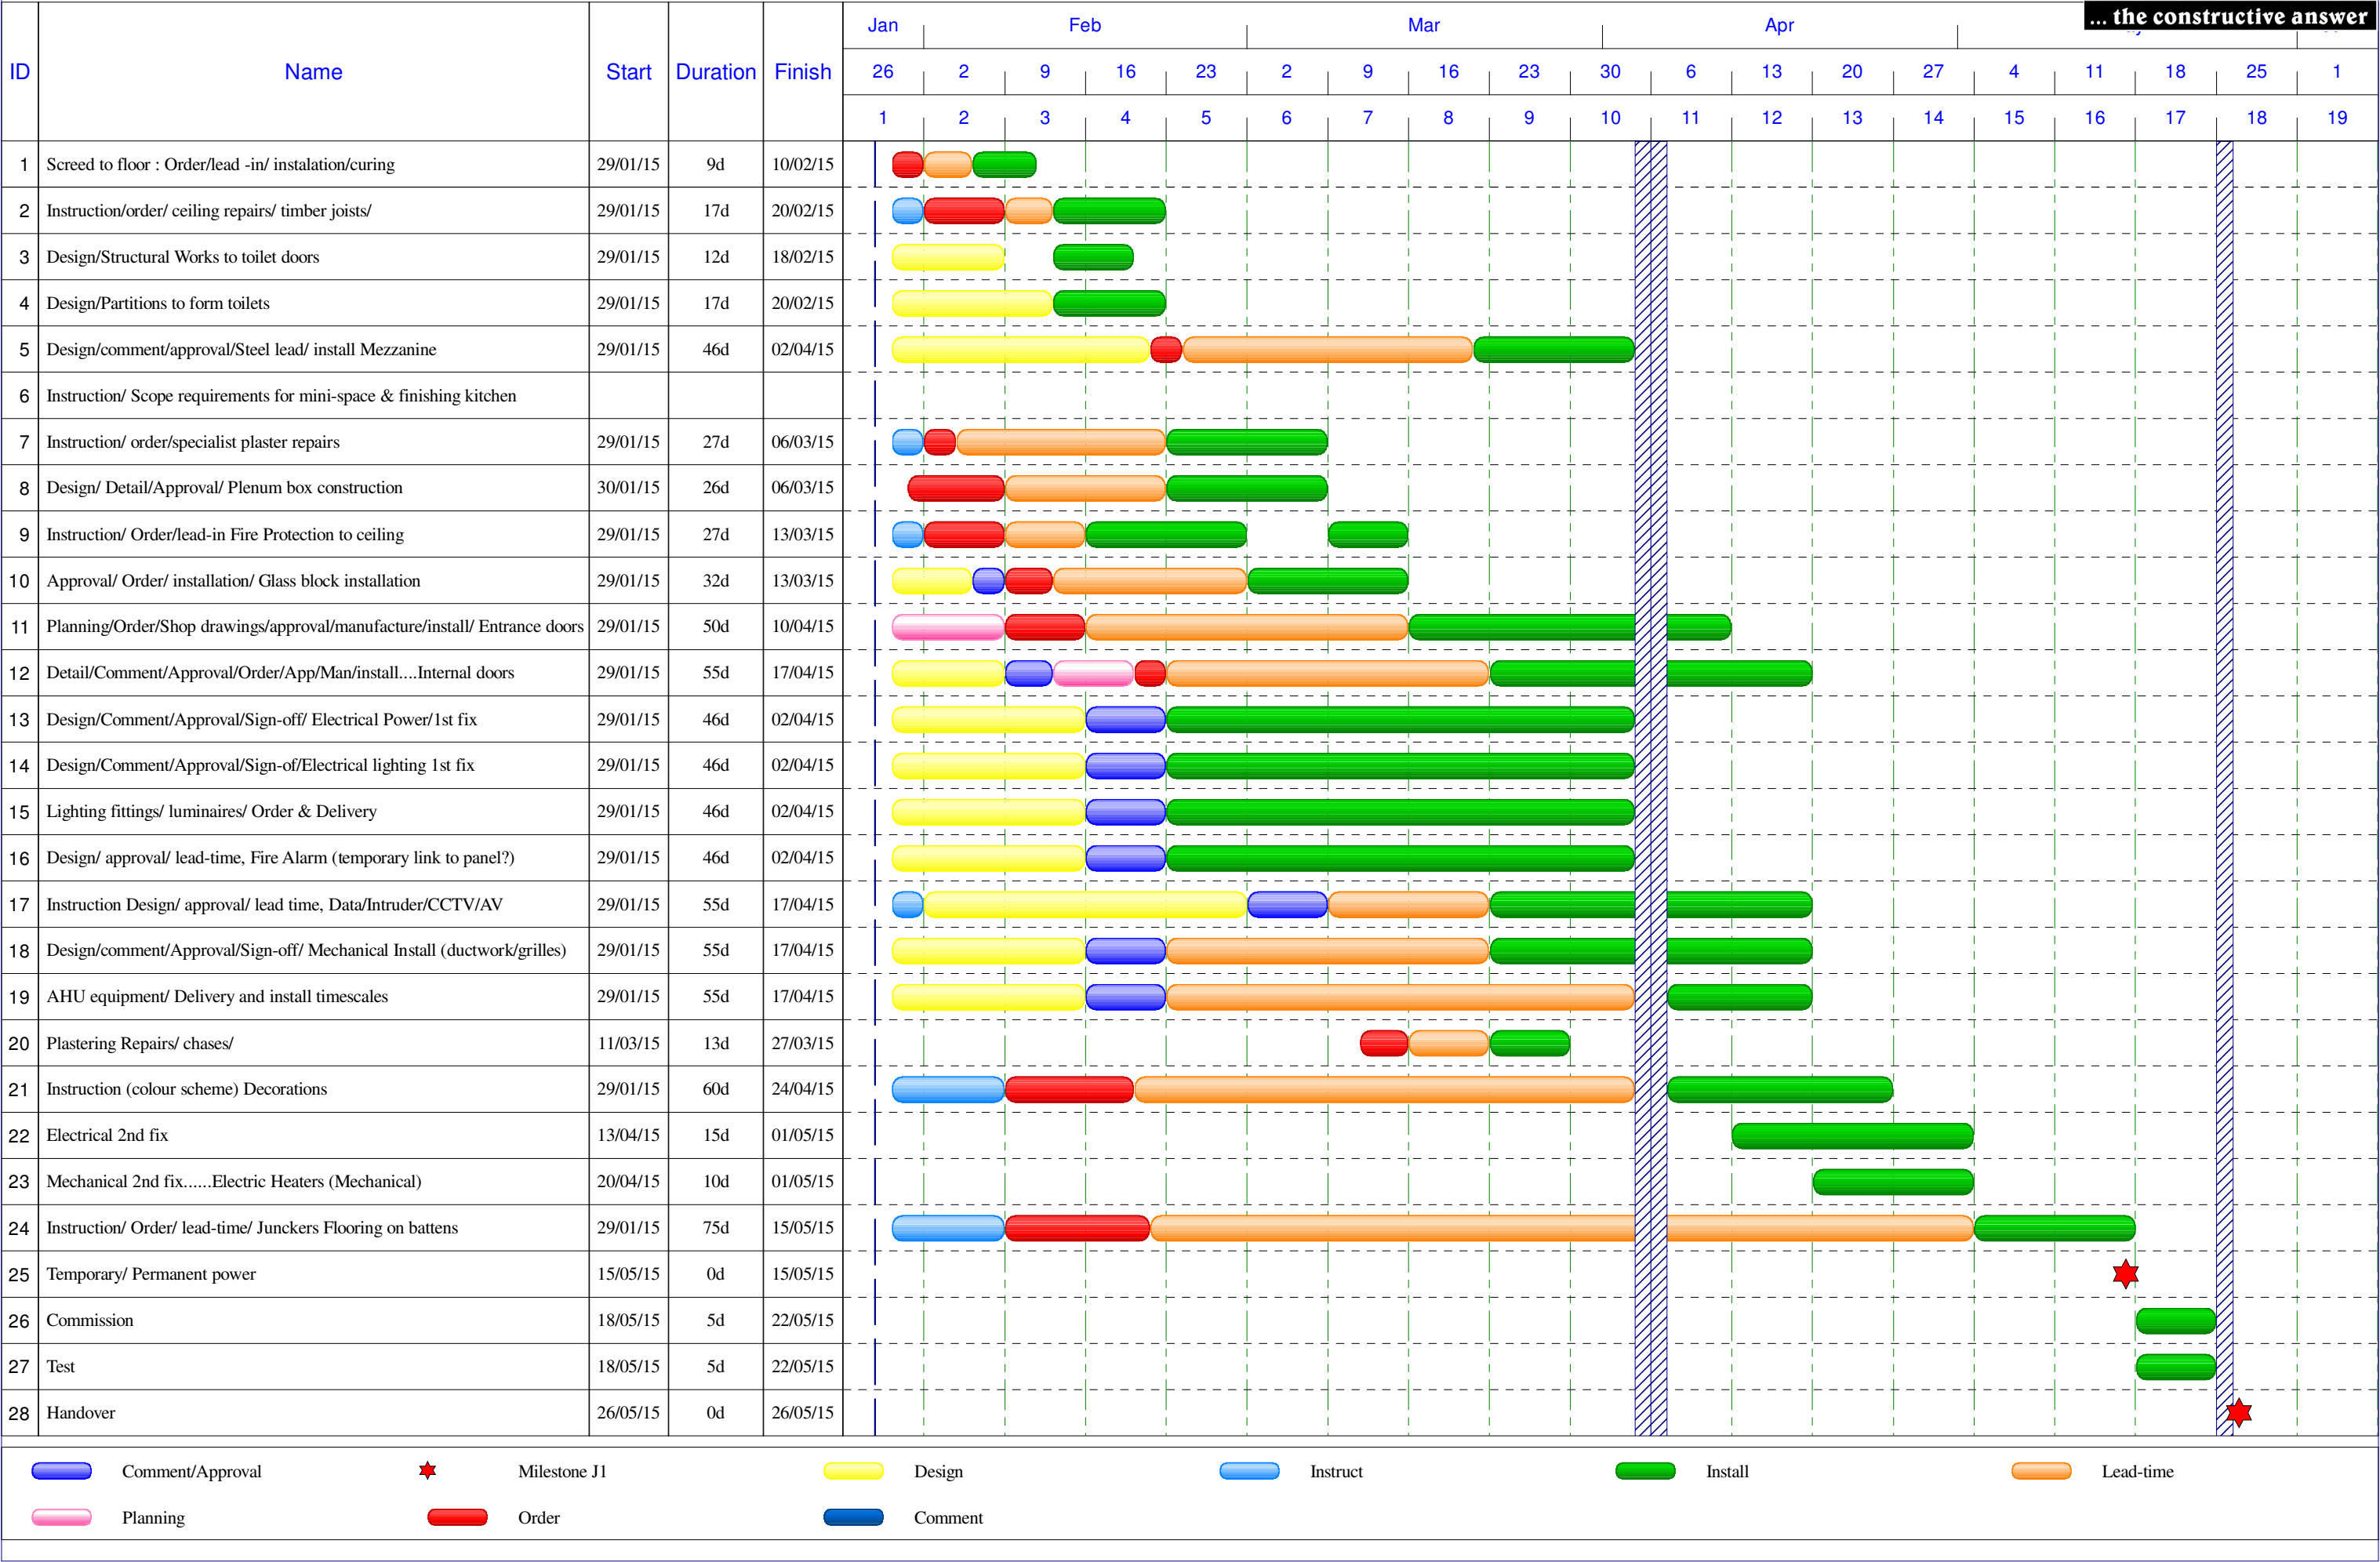 ... the constructive answer
Jan Feb Mar Apr
ID Name Start Duration Finish 26 2 9 16 23 2 9 16 23 30 6 13 20 27 4 11 18 25 1
1 2 3 4 5 6 7 8 9 10 11 12 13 14 15 16 17 18 19
1 Screed to floor : Order/lead -in/ instalation/curing 29/01/15 9d 10/02/15
2 Instruction/order/ ceiling repairs/ timber joists/ 29/01/15 17d 20/02/15
3 Design/Structural Works to toilet doors 29/01/15 12d 18/02/15
4 Design/Partitions to form toilets 29/01/15 17d 20/02/15
5 Design/comment/approval/Steel lead/ install Mezzanine 29/01/15 46d 02/04/15
6 Instruction/ Scope requirements for mini-space & finishing kitchen
7 Instruction/ order/specialist plaster repairs 29/01/15 27d 06/03/15
8 Design/ Detail/Approval/ Plenum box construction 30/01/15 26d 06/03/15
9 Instruction/ Order/lead-in Fire Protection to ceiling 29/01/15 27d 13/03/15
10 Approval/ Order/ installation/ Glass block installation 29/01/15 32d 13/03/15
11 Planning/Order/Shop drawings/approval/manufacture/install/ Entrance doors 29/01/15 50d 10/04/15
12 Detail/Comment/Approval/Order/App/Man/install....Internal doors 29/01/15 55d 17/04/15
13 Design/Comment/Approval/Sign-off/ Electrical Power/1st fix 29/01/15 46d 02/04/15
14 Design/Comment/Approval/Sign-of/Electrical lighting 1st fix 29/01/15 46d 02/04/15
15 Lighting fittings/ luminaires/ Order & Delivery 29/01/15 46d 02/04/15
16 Design/ approval/ lead-time, Fire Alarm (temporary link to panel?) 29/01/15 46d 02/04/15
17 Instruction Design/ approval/ lead time, Data/Intruder/CCTV/AV 29/01/15 55d 17/04/15
18 Design/comment/Approval/Sign-off/ Mechanical Install (ductwork/grilles) 29/01/15 55d 17/04/15
19 AHU equipment/ Delivery and install timescales 29/01/15 55d 17/04/15
20 Plastering Repairs/ chases/ 11/03/15 13d 27/03/15
21 Instruction (colour scheme) Decorations 29/01/15 60d 24/04/15
22 Electrical 2nd fix 13/04/15 15d 01/05/15
23 Mechanical 2nd fix......Electric Heaters (Mechanical) 20/04/15 10d 01/05/15
24 Instruction/ Order/ lead-time/ Junckers Flooring on battens 29/01/15 75d 15/05/15
25 Temporary/ Permanent power 15/05/15 0d 15/05/15
26 Commission 18/05/15 5d 22/05/15
27 Test 18/05/15 5d 22/05/15
28 Handover 26/05/15 0d 26/05/15
Comment/Approval Milestone J1 Design Instruct Install Lead-time
Planning Order Comment